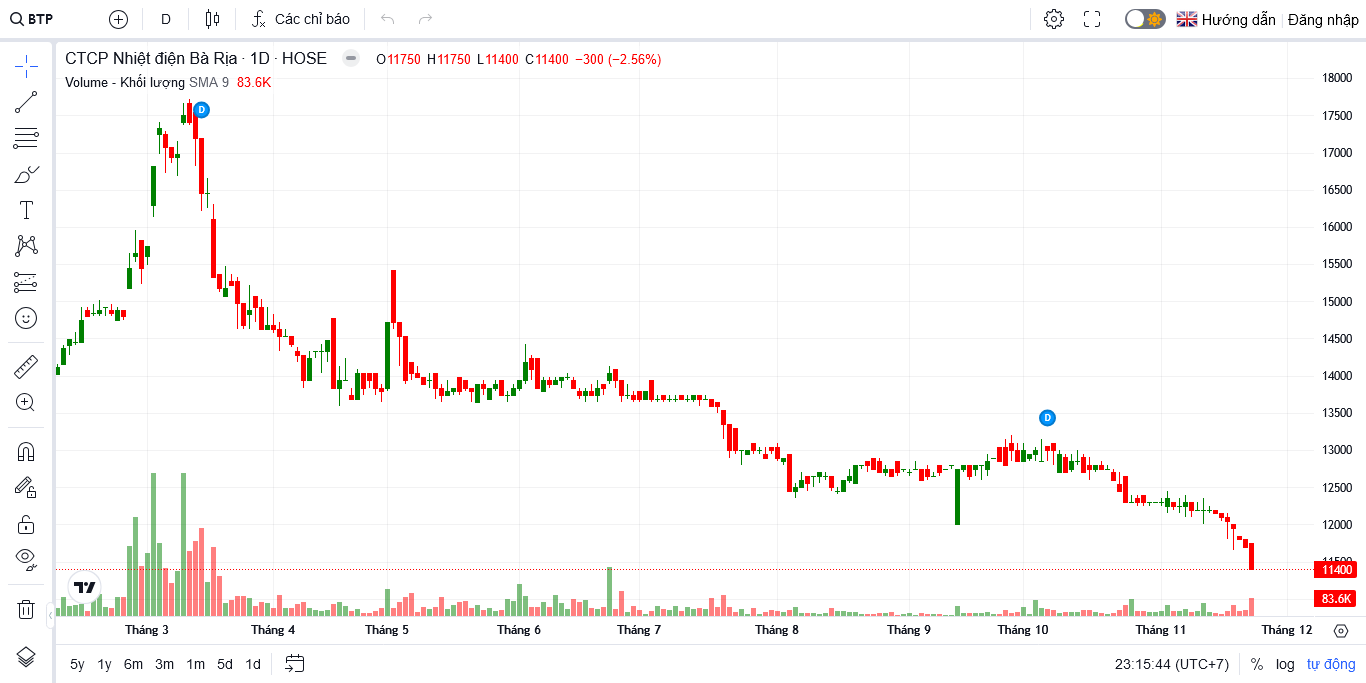 BTP
D
Các chỉ báo
Hướng dẫn
Đăng nhập
CTCP Nhiệt điện Bà Rịa · 1D · HOSE O11750 H11750 L11400 C11400 −300 (−2.56%)
Volume - Khối lượng SMA 9 83.6K
D
D
18000
17500
17000
16500
16000
15500
15000
14500
14000
13500
13000
12500
12000
11500
11400
83.6K
Tháng 3 Tháng 4 Tháng 5 Tháng 6 Tháng 7 Tháng 8 Tháng 9 Tháng 10 Tháng 11 Tháng 12
5y 1y 6m 3m 1m 5d 1d
23:15:44 (UTC+7) % log tự động